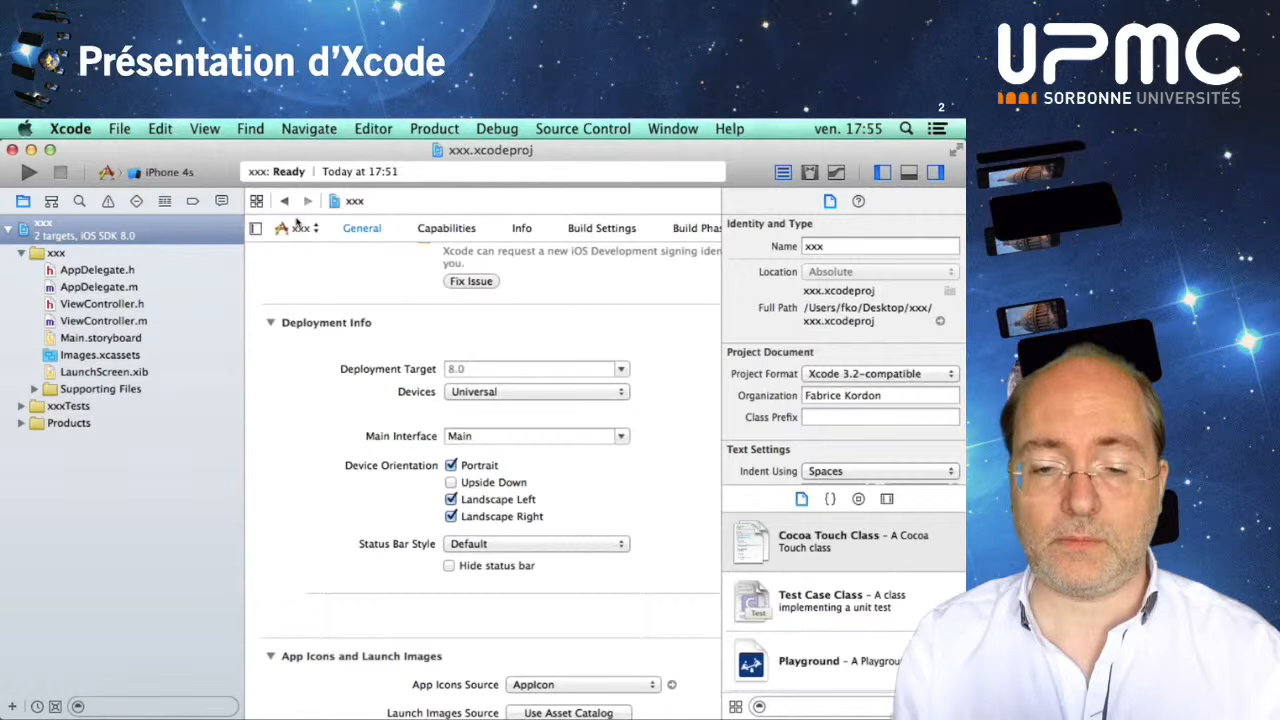 Présentation d'Xcode
UPMC
SORBONNE UNIVERSITÉS
2
Xcode File Edit View Find Navigate Editor Product Debug Source Control Window Help ven. 17:55
xxx.xcodeproj
iPhone 4s
xxx: Ready | Today at 17:51
xxx
xxx
2 targets, iOS SDK 8.0
xxx
AppDelegate.h
AppDelegate.m
ViewController.h
ViewController.m
Main.storyboard
Images.xcassets
LaunchScreen.xib
Supporting Files
xxxTests
Products
xxx General Capabilities Info Build Settings Build Phas
Xcode can request a new iOS Development signing iden
you.
Fix Issue
Deployment Info
Deployment Target 8.0
Devices Universal
Main Interface Main
Device Orientation Portrait
Upside Down
Landscape Left
Landscape Right
Status Bar Style Default
Hide status bar
App Icons and Launch Images
App Icons Source AppIcon
Launch Images Source Use Asset Catalog
Identity and Type
Name xxx
Location Absolute
xxx.xcodeproj
Full Path /Users/fko/Desktop/xxx/
xxx.xcodeproj
Project Document
Project Format Xcode 3.2-compatible
Organization Fabrice Kordon
Class Prefix
Text Settings
Indent Using Spaces
{}
Cocoa Touch Class - A Cocoa
Touch class
Test
Test Case Class - A class
implementing a unit test
Playground - A Playgrou